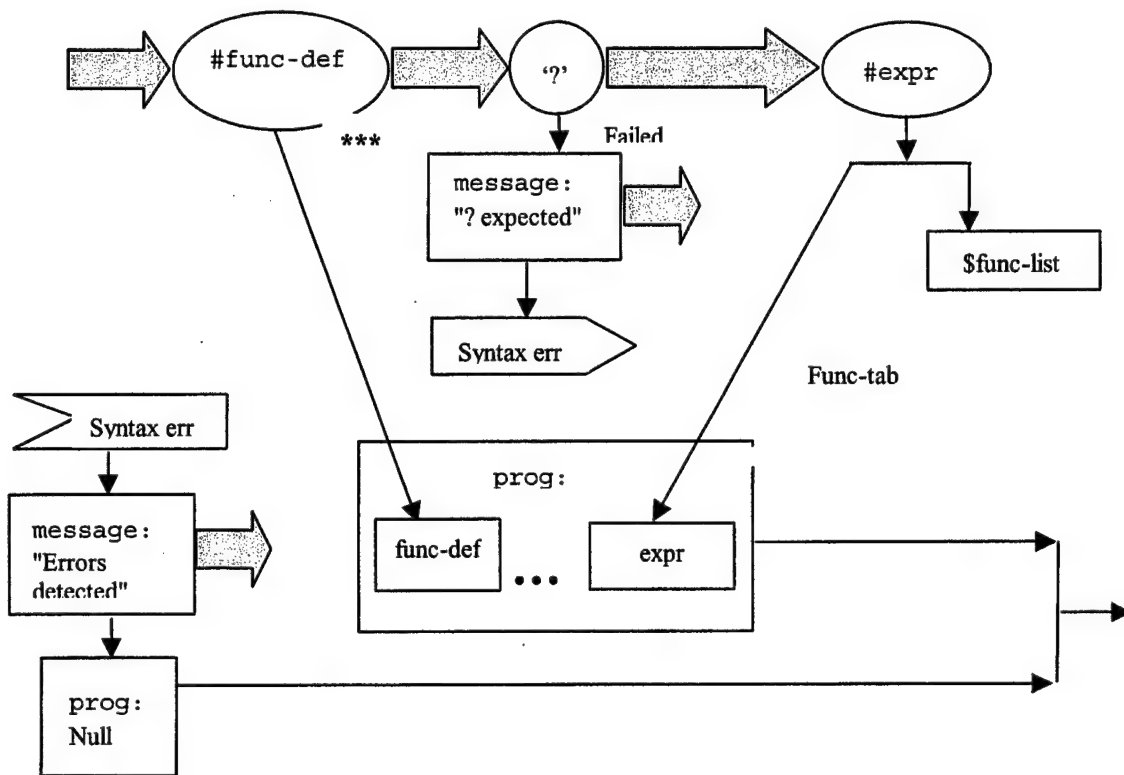 #func-def
'?'
#expr
***
Failed
message:
"? expected"
$func-list
Syntax err
Func-tab
Syntax err
prog:
message:
"Errors
detected"
func-def
...
expr
prog:
Null